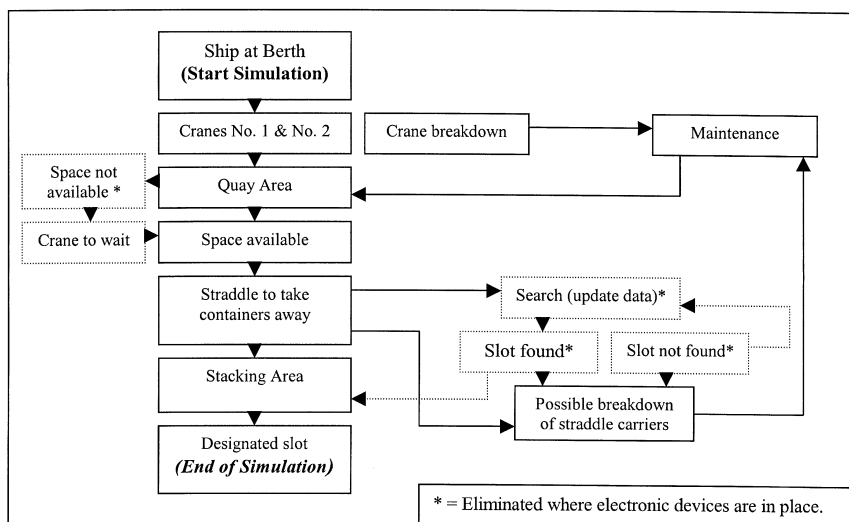 Ship at Berth
(Start Simulation)
Cranes No. 1 & No. 2
Crane breakdown
Maintenance
Space not
available *
Quay Area
Crane to wait
Space available
Straddle to take
containers away
Search (update data)*
Slot found*
Slot not found*
Stacking Area
Possible breakdown
of straddle carriers
Designated slot
(End of Simulation)
* = Eliminated where electronic devices are in place.